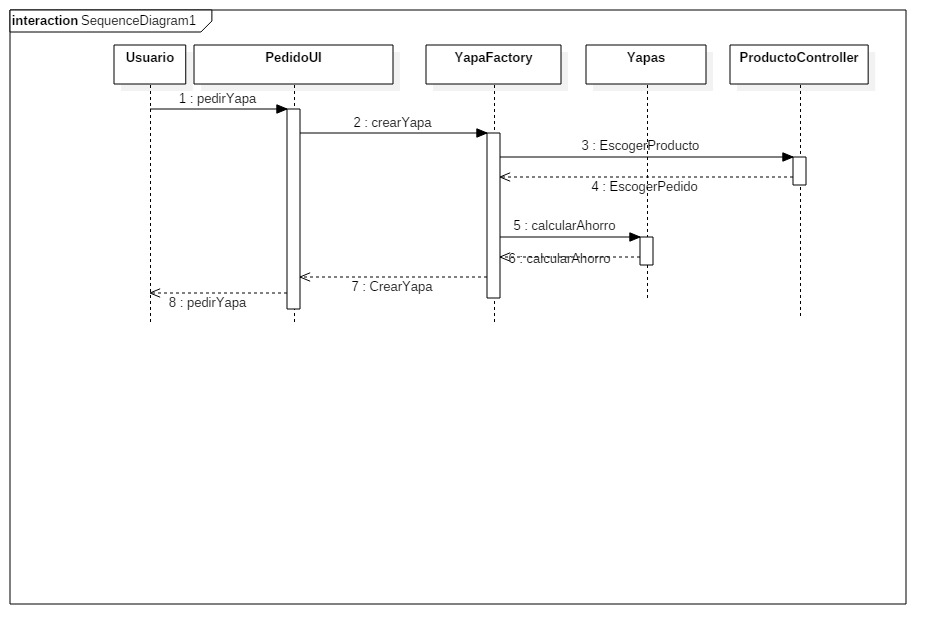 interaction SequenceDiagram1
Usuario
PedidoUI
YapaFactory
Yapas
ProductoController
1 : pedirYapa
2 : crearYapa
3 : EscogerProducto
4 : EscogerPedido
5 : calcularAhorro
6 : calcularAhorro
7 : CrearYapa
8 : pedirYapa